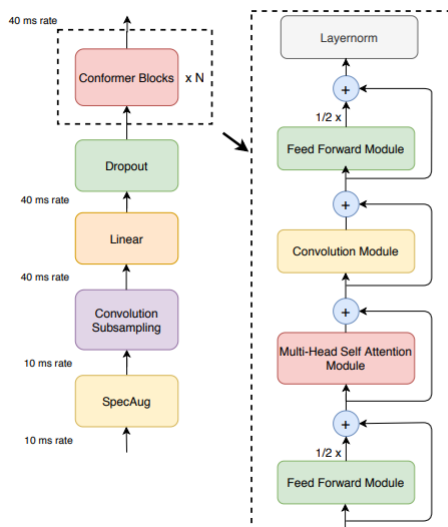 40 ms rate
Conformer Blocks
x N
Dropout
40 ms rate
Linear
40 ms rate
Convolution
Subsampling
10 ms rate
SpecAug
10 ms rate
Layernorm
+
1/2 x
Feed Forward Module
+
Convolution Module
+
Multi-Head Self Attention
Module
+
1/2 x
Feed Forward Module